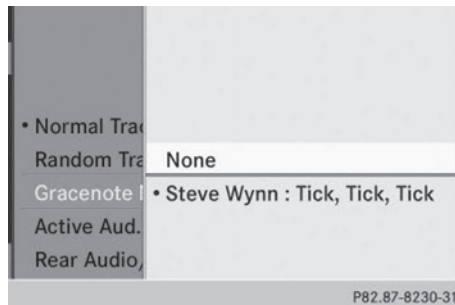 • Normal Trac
Random Tra
None
Gracenote
• Steve Wynn : Tick, Tick, Tick
Active Aud.
Rear Audio,
P82.87-8230-31